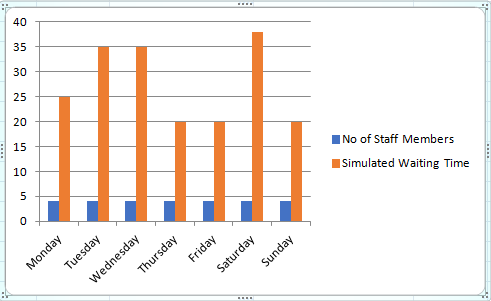 40
35
30
25
20
15
10
5
0
Monday
Tuesday
Wednesday
Thursday
Friday
Saturday
Sunday
No of Staff Members
Simulated Waiting Time